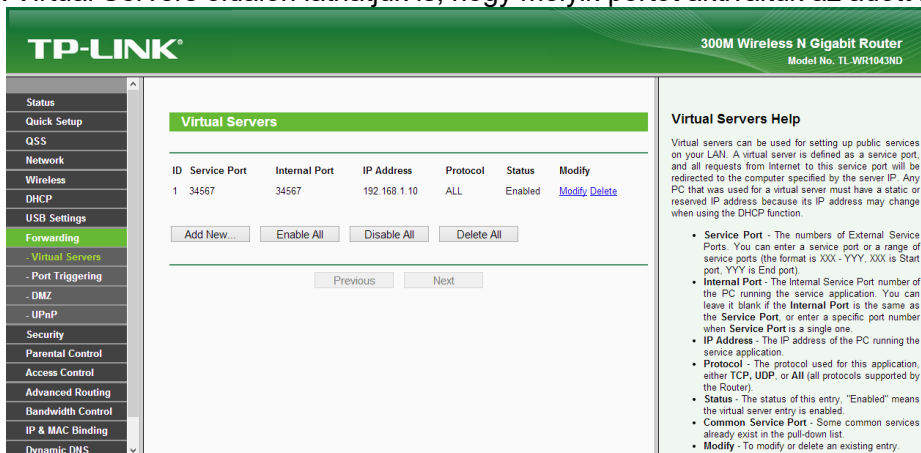 TP-LINK®
300M Wireless N Gigabit Router
Model No. TL-WR1043ND
Status
Quick Setup
QSS
Network
Wireless
DHCP
USB Settings
Forwarding
- Virtual Servers
- Port Triggering
- DMZ
- UPnP
Security
Parental Control
Access Control
Advanced Routing
Bandwidth Control
IP & MAC Binding
Dynamic DNS
Virtual Servers
ID Service Port Internal Port IP Address Protocol Status Modify
1 34567 34567 192.168.1.10 ALL Enabled Modify Delete
Add New... Enable All Disable All Delete All
Previous Next
Virtual Servers Help
Virtual servers can be used for setting up public services
on your LAN. A virtual server is defined as a service port,
and all requests from Internet to this service port will be
redirected to the computer specified by the server IP. Any
PC that was used for a virtual server must have a static or
reserved IP address because its IP address may change
when using the DHCP function.
• Service Port - The numbers of External Service
Ports. You can enter a service port or a range of
service ports (the format is XXX - YYY, XXX is Start
port, YYY is End port).
• Internal Port - The Internal Service Port number of
the PC running the service application. You can
leave it blank if the Internal Port is the same as
the Service Port, or enter a specific port number
when Service Port is a single one.
• IP Address - The IP address of the PC running the
service application.
• Protocol - The protocol used for this application,
either TCP, UDP, or All (all protocols supported by
the Router).
• Status - The status of this entry, "Enabled" means
the virtual server entry is enabled.
• Common Service Port - Some common services
already exist in the pull-down list.
• Modify - To modify or delete an existing entry.